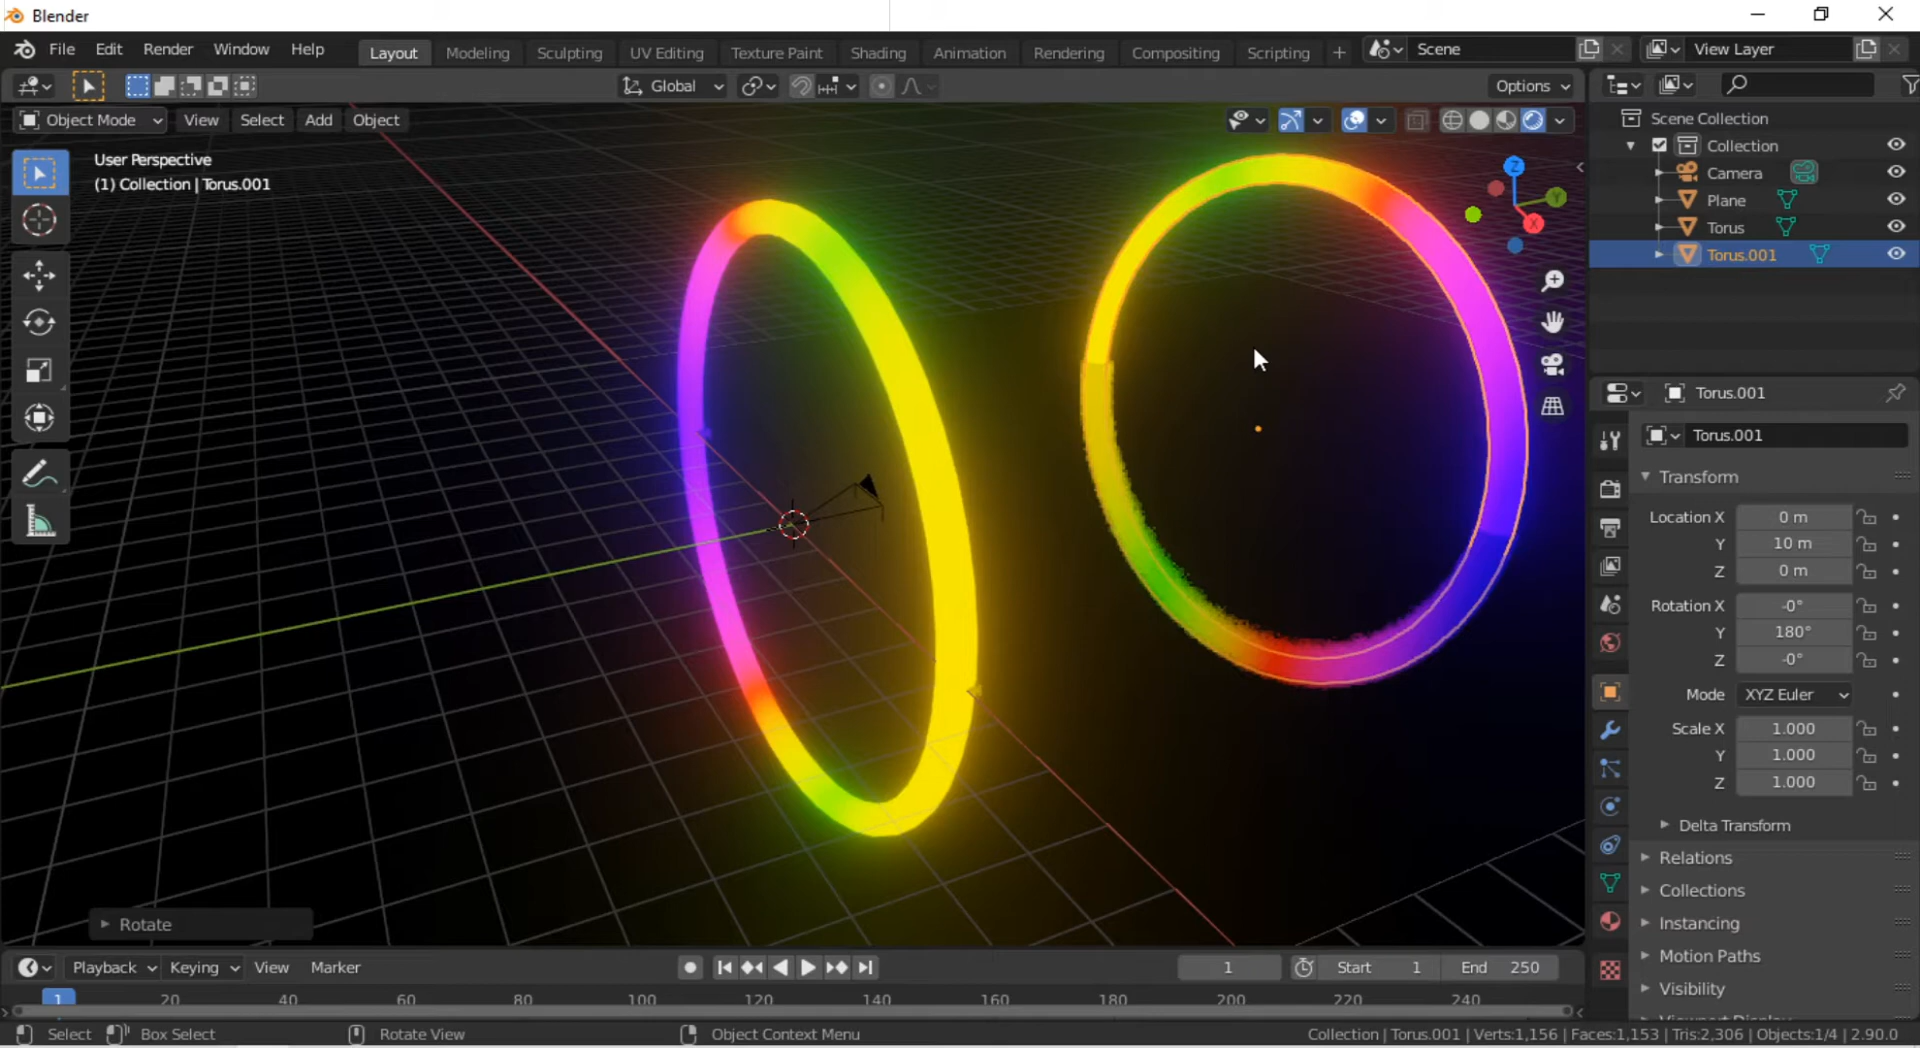 Blender
File Edit Render Window Help Layout Modeling Sculpting UV Editing Texture Paint Shading Animation Rendering Compositing Scripting + Scene View Layer
Global Options
Object Mode View Select Add Object
User Perspective
(1) Collection | Torus.001
Z
Y
X
Scene Collection
Collection
Camera
Plane
Torus
Torus.001
Torus.001
Torus.001
Transform
Location X 0 m
Y 10 m
Z 0 m
Rotation X -0°
Y 180°
Z -0°
Mode XYZ Euler
Scale X 1.000
Y 1.000
Z 1.000
Delta Transform
Relations
Collections
Instancing
Motion Paths
Visibility
Viewport Display
Rotate
Playback Keying View Marker 1 Start 1 End 250
1 20 40 60 80 100 120 140 160 180 200 220 240
Select Box Select Rotate View Object Context Menu Collection | Torus.001 | Verts:1,156 | Faces:1,153 | Tris:2,306 | Objects:1/4 | 2.90.0